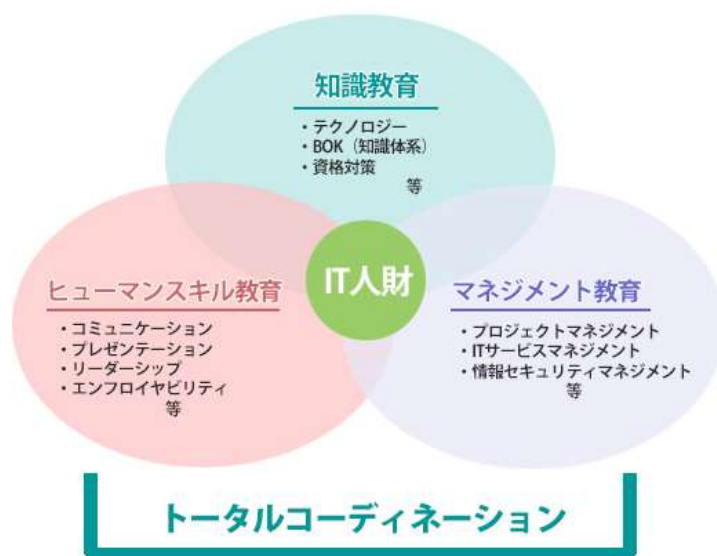 知識教育
・テクノロジー
・BOK（知識体系）
・資格対策
等
IT人財
ヒューマンスキル教育
・コミュニケーション
・プレゼンテーション
・リーダーシップ
・エンフロイヤビリティ
等
マネジメント教育
・プロジェクトマネジメント
・ITサービスマネジメント
・情報セキュリティマネジメント
等
トータルコーディネーション